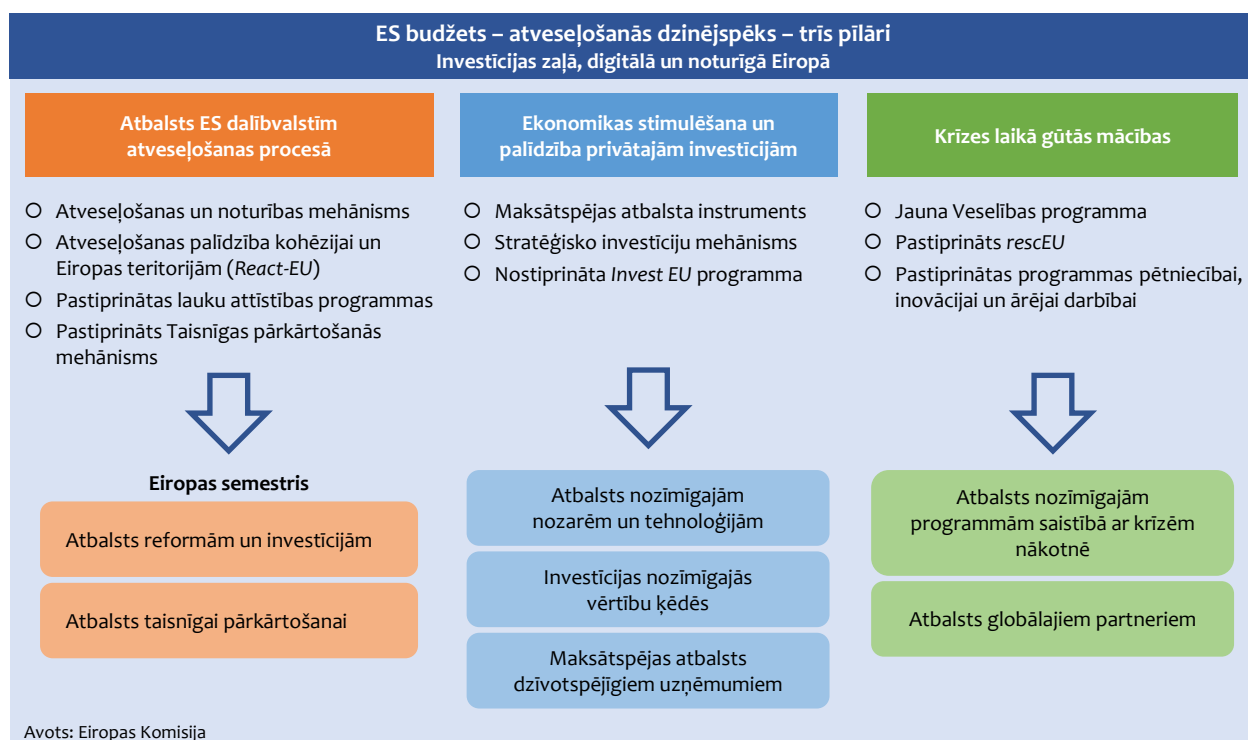 ES budžets – atveseļošanās dzinējspēks – trīs pīlāri
Investīcijas zaļā, digitālā un noturīgā Eiropā
Atbalsts ES dalībvalstīm
atveseļošanas procesā
O Atveseļošanas un noturības mehānisms
O Atveseļošanas palīdzība kohēzijai un
Eiropas teritorijām (React-EU)
O Pastiprinātas lauku attīstības programmas
O Pastiprināts Taisnīgas pārkārtošanās
mehānisms
Eiropas semestris
Atbalsts reformām un investīcijām
Atbalsts taisnīgai pārkārtošanai
Ekonomikas stimulēšana un
palīdzība privātajām investīcijām
O Maksātspējas atbalsta instruments
O Stratēģisko investīciju mehānisms
O Nostiprināta Invest EU programma
Atbalsts nozīmīgajām
nozarēm un tehnoloģijām
Investīcijas nozīmīgajās
vērtību ķēdēs
Maksātspējas atbalsts
dzīvotspējīgiem uzņēmumiem
Krīzes laikā gūtās mācības
O Jauna Veselības programma
O Pastiprināts rescEU
O Pastiprinātas programmas pētniecībai,
inovācijai un ārējai darbībai
Atbalsts nozīmīgajām
programmām saistībā ar krīzēm
nākotnē
Atbalsts globālajiem partneriem
Avots: Eiropas Komisija